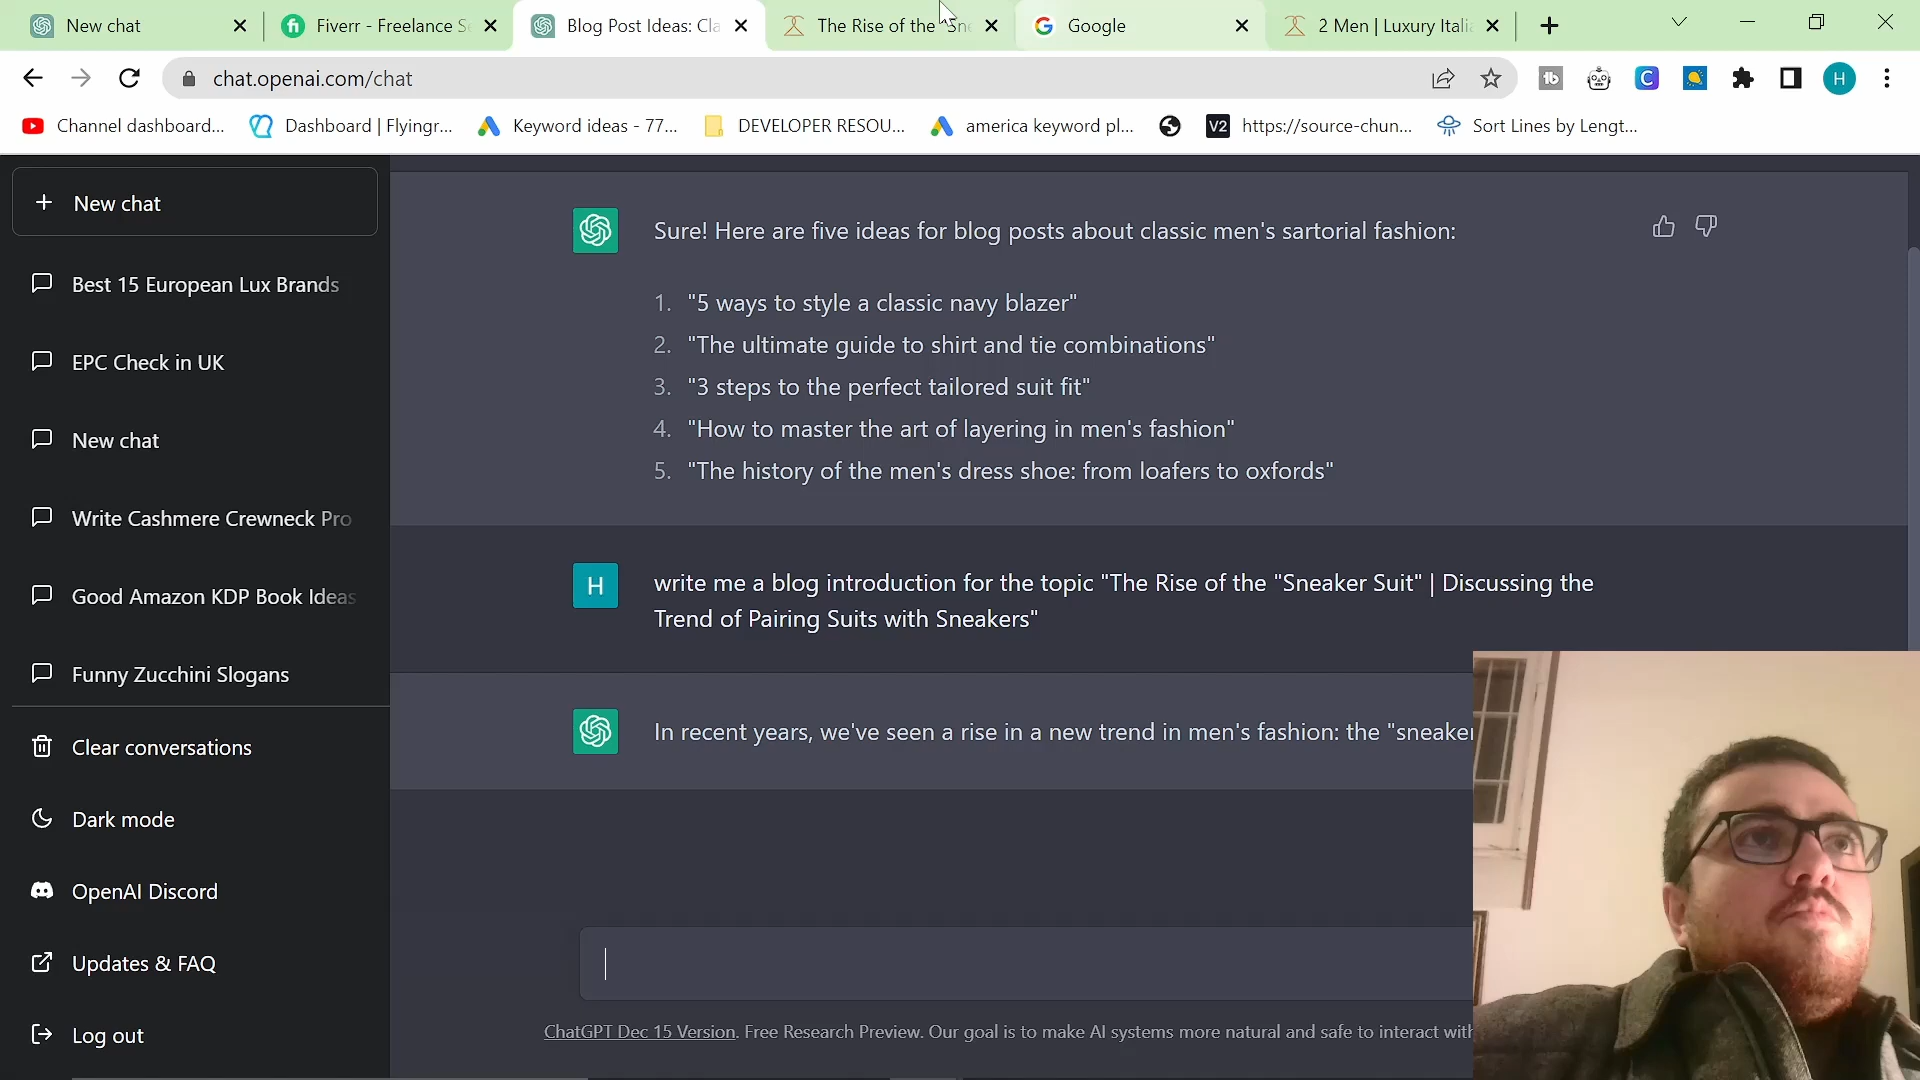 New chat
Fiverr - Freelance Se
Blog Post Ideas: Cla
The Rise of the "Sne
Google
2 Men | Luxury Itali
chat.openai.com/chat
H
Channel dashboard...
Dashboard | Flyingr...
Keyword ideas - 77...
DEVELOPER RESOU...
america keyword pl...
V2
https://source-chun...
Sort Lines by Lengt...
New chat
Best 15 European Lux Brands
EPC Check in UK
New chat
Write Cashmere Crewneck Pro
Good Amazon KDP Book Ideas
Funny Zucchini Slogans
Clear conversations
Dark mode
OpenAI Discord
Updates & FAQ
Log out
Sure! Here are five ideas for blog posts about classic men's sartorial fashion:
1. "5 ways to style a classic navy blazer"
2. "The ultimate guide to shirt and tie combinations"
3. "3 steps to the perfect tailored suit fit"
4. "How to master the art of layering in men's fashion"
5. "The history of the men's dress shoe: from loafers to oxfords"
H
write me a blog introduction for the topic "The Rise of the "Sneaker Suit" | Discussing the
Trend of Pairing Suits with Sneakers"
In recent years, we've seen a rise in a new trend in men's fashion: the "sneaker
ChatGPT Dec 15 Version. Free Research Preview. Our goal is to make AI systems more natural and safe to interact with